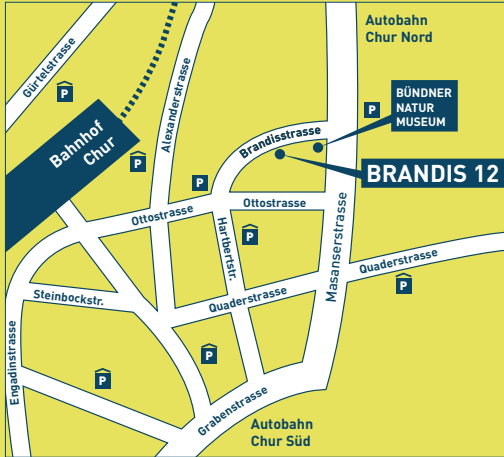 Autobahn
Chur Nord
Gürtelstrasse
P
Alexanderstrasse
BÜNDNER
NATUR
MUSEUM
P
Brandisstrasse
Bahnhof
Chur
P
BRANDIS 12
P
Ottostrasse
Ottostrasse
Hartbertstr.
P
Masanserstrasse
Quaderstrasse
P
Steinbockstr.
Quaderstrasse
Engadinstrasse
P
P
Grabenstrasse
Autobahn
Chur Süd